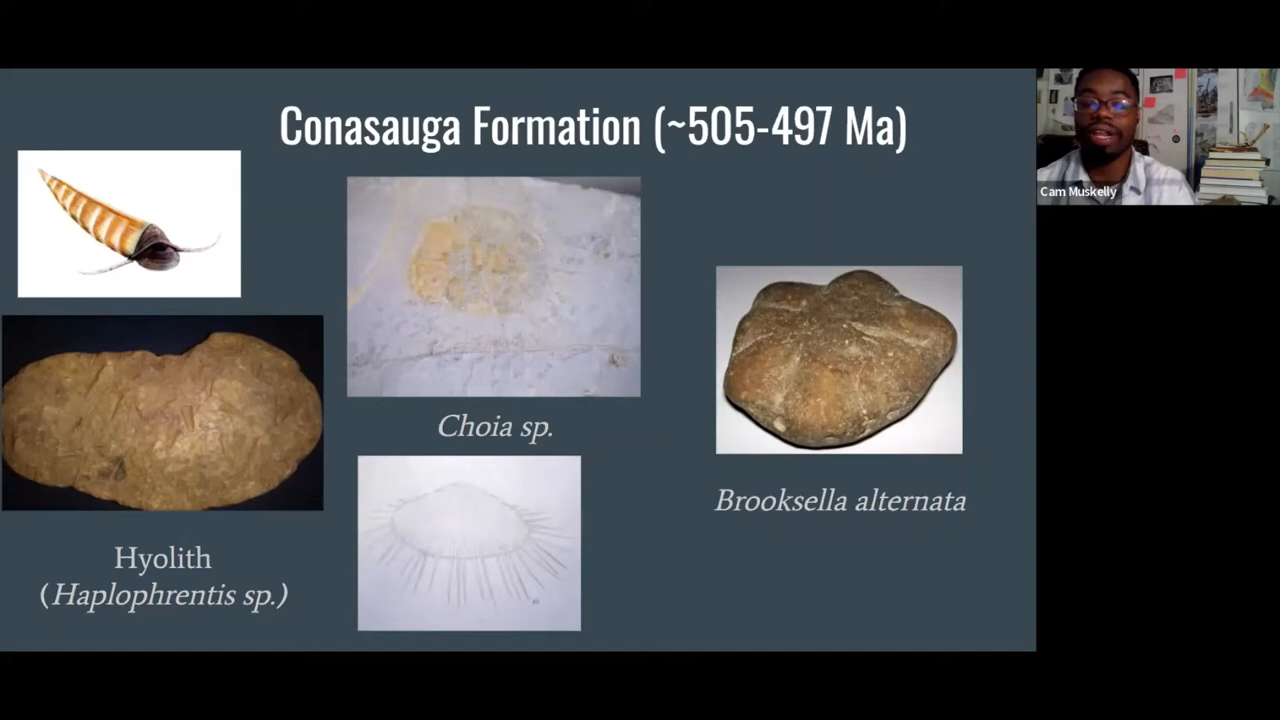 Conasauga Formation (~505-497 Ma)
Cam Muskelly
Choia sp.
Brooksella alternata
Hyolith
(Haplophrentis sp.)